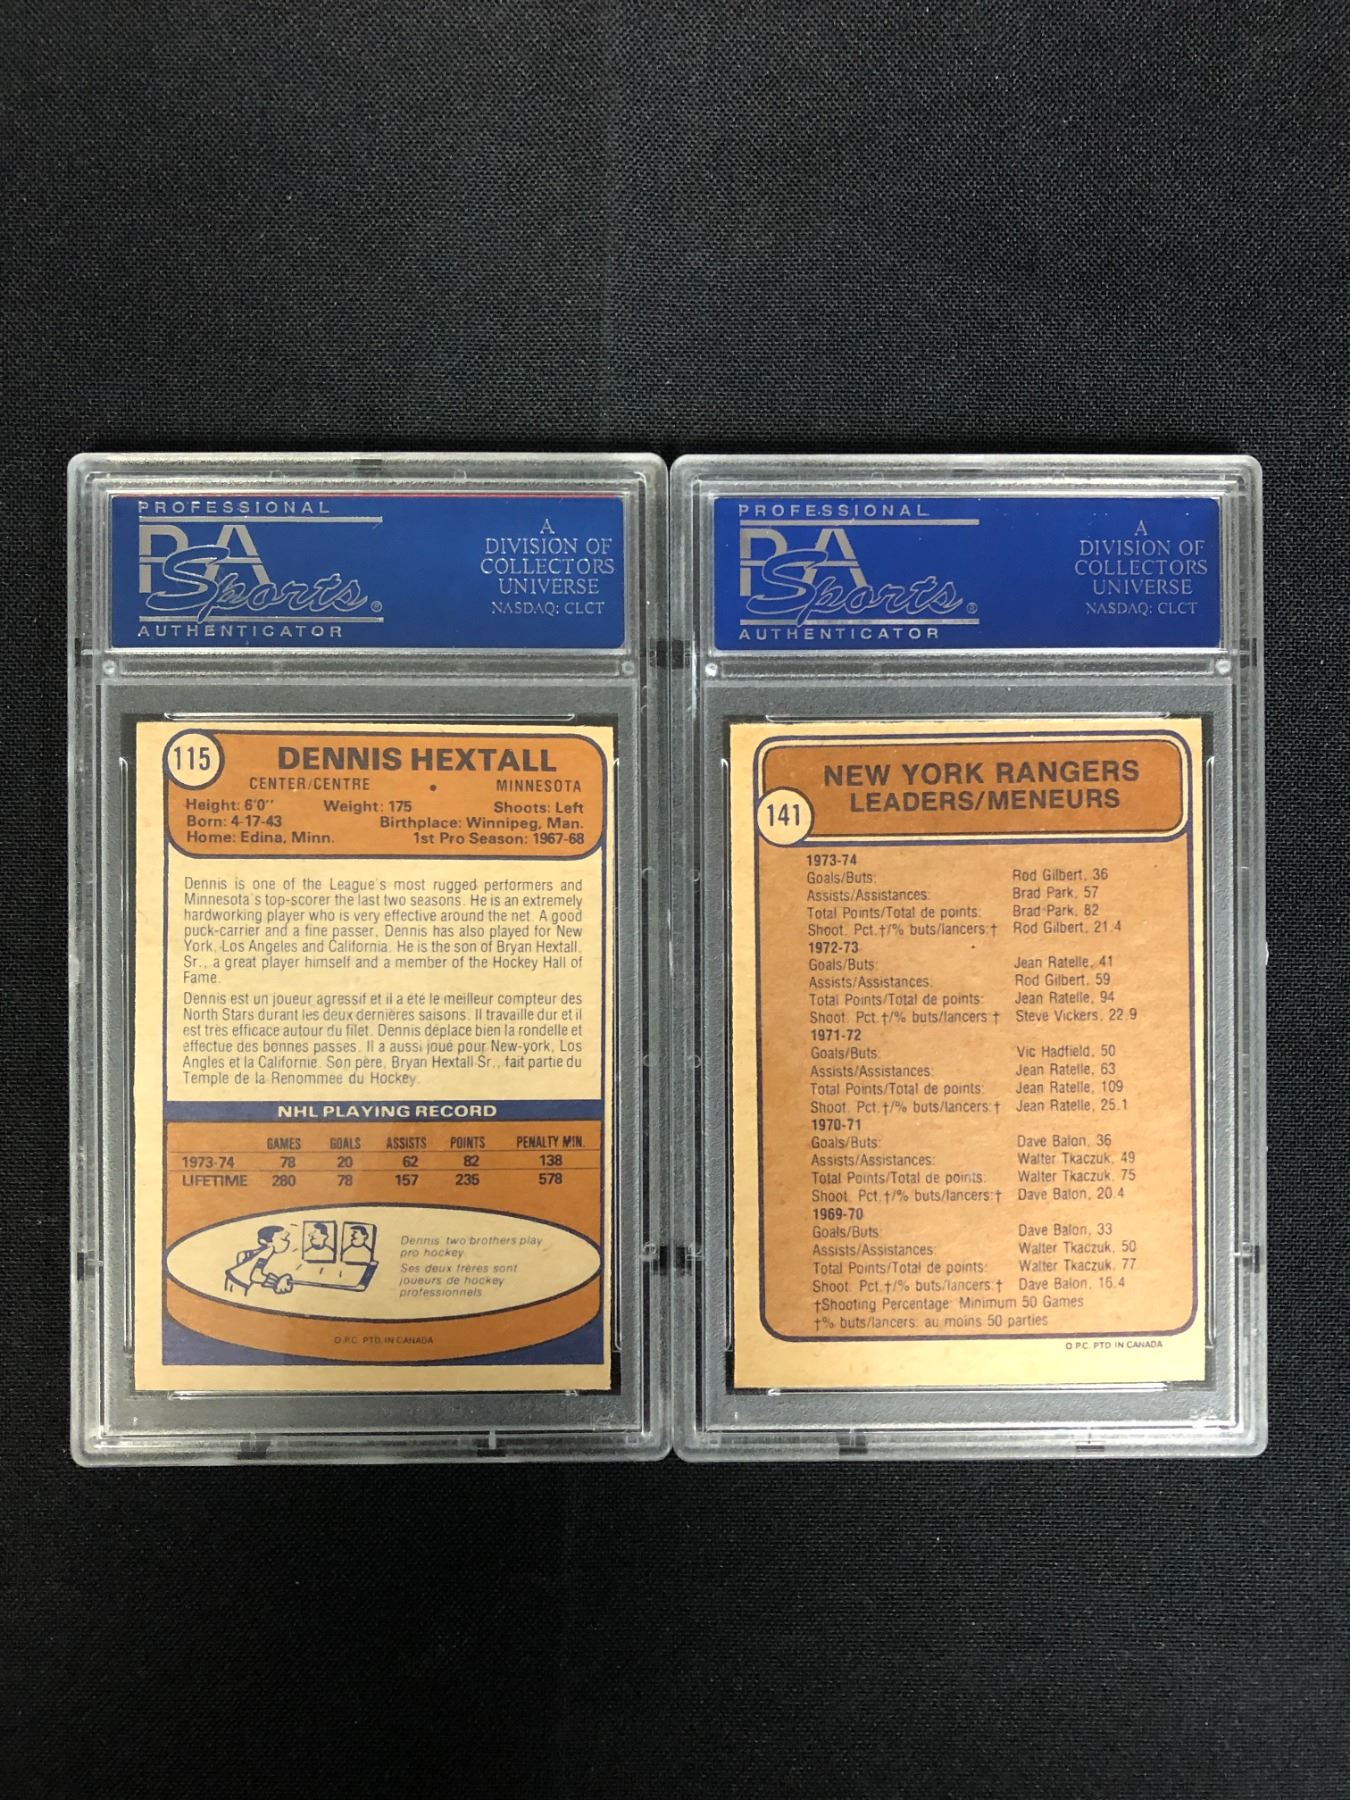 PROFESSIONAL
PSA
Sports®
AUTHENTICATOR
A
DIVISION OF
COLLECTORS
UNIVERSE
NASDAQ: CLCT
115
DENNIS HEXTALL
CENTER/CENTRE • MINNESOTA
Height: 6'0" Weight: 175 Shoots: Left
Born: 4-17-43 Birthplace: Winnipeg, Man.
Home: Edina, Minn. 1st Pro Season: 1967-68
Dennis is one of the League's most rugged performers and
Minnesota's top-scorer the last two seasons. He is an extremely
hardworking player who is very effective around the net. A good
puck-carrier and a fine passer, Dennis has also played for New
York, Los Angeles and California. He is the son of Bryan Hextall,
Sr., a great player himself and a member of the Hockey Hall of
Fame.
Dennis est un joueur agressif et il a été le meilleur compteur des
North Stars durant les deux dernières saisons. Il travaille dur et il
est très efficace autour du filet. Dennis déplace bien la rondelle et
effectue des bonnes passes. Il a aussi joué pour New-york, Los
Angles et la Californie. Son père, Bryan Hextall Sr., fait partie du
Temple de la Renommee du Hockey.
NHL PLAYING RECORD
GAMES GOALS ASSISTS POINTS PENALTY MIN.
1973-74 78 20 62 82 138
LIFETIME 280 78 157 235 578
Dennis two brothers play
pro hockey.
Ses deux frères sont
joueurs de hockey
professionnels
O.P.C. PTD. IN CANADA
PROFESSIONAL
PSA
Sports®
AUTHENTICATOR
A
DIVISION OF
COLLECTORS
UNIVERSE
NASDAQ: CLCT
NEW YORK RANGERS
LEADERS/MENEURS
141
1973-74
Goals/Buts: Rod Gilbert, 36
Assists/Assistances: Brad Park, 57
Total Points/Total de points: Brad Park, 82
Shoot. Pct.†/% buts/lancers:† Rod Gilbert, 21.4
1972-73
Goals/Buts: Jean Ratelle, 41
Assists/Assistances: Rod Gilbert, 59
Total Points/Total de points: Jean Ratelle, 94
Shoot. Pct.†/% buts/lancers:† Steve Vickers, 22.9
1971-72
Goals/Buts: Vic Hadfield, 50
Assists/Assistances: Jean Ratelle, 63
Total Points/Total de points: Jean Ratelle, 109
Shoot. Pct.†/% buts/lancers:† Jean Ratelle, 25.1
1970-71
Goals/Buts: Dave Balon, 36
Assists/Assistances: Walter Tkaczuk, 49
Total Points/Total de points: Walter Tkaczuk, 75
Shoot. Pct.†/% buts/lancers:† Dave Balon, 20.4
1969-70
Goals/Buts: Dave Balon, 33
Assists/Assistances: Walter Tkaczuk, 50
Total Points/Total de points: Walter Tkaczuk, 77
Shoot. Pct.†/% buts/lancers:† Dave Balon, 16.4
†Shooting Percentage: Minimum 50 Games
†% buts/lancers: au moins 50 parties
O.P.C. PTD. IN CANADA